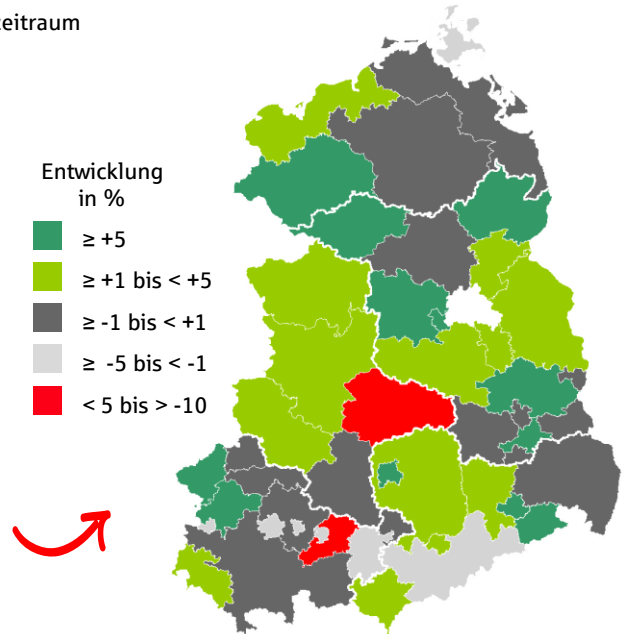 eitraum
Entwicklung
in %
≥ +5
≥ +1 bis < +5
≥ -1 bis < +1
≥ -5 bis < -1
< 5 bis > -10